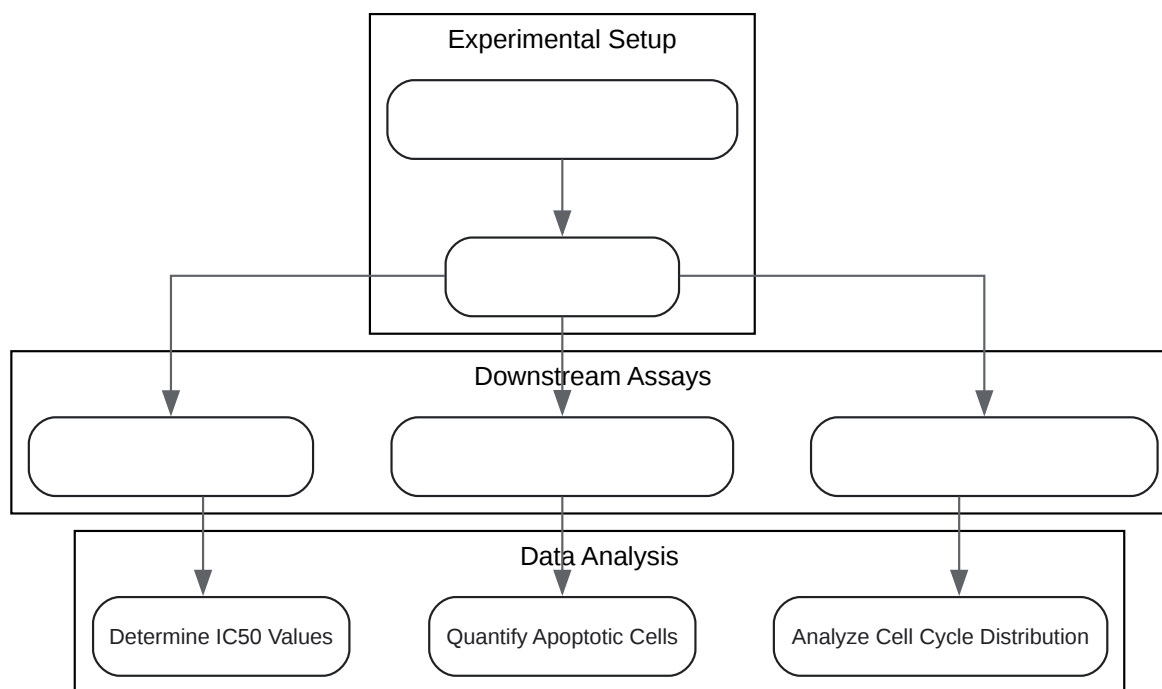 Experimental Setup
Downstream Assays
Data Analysis
Determine IC50 Values
Quantify Apoptotic Cells
Analyze Cell Cycle Distribution